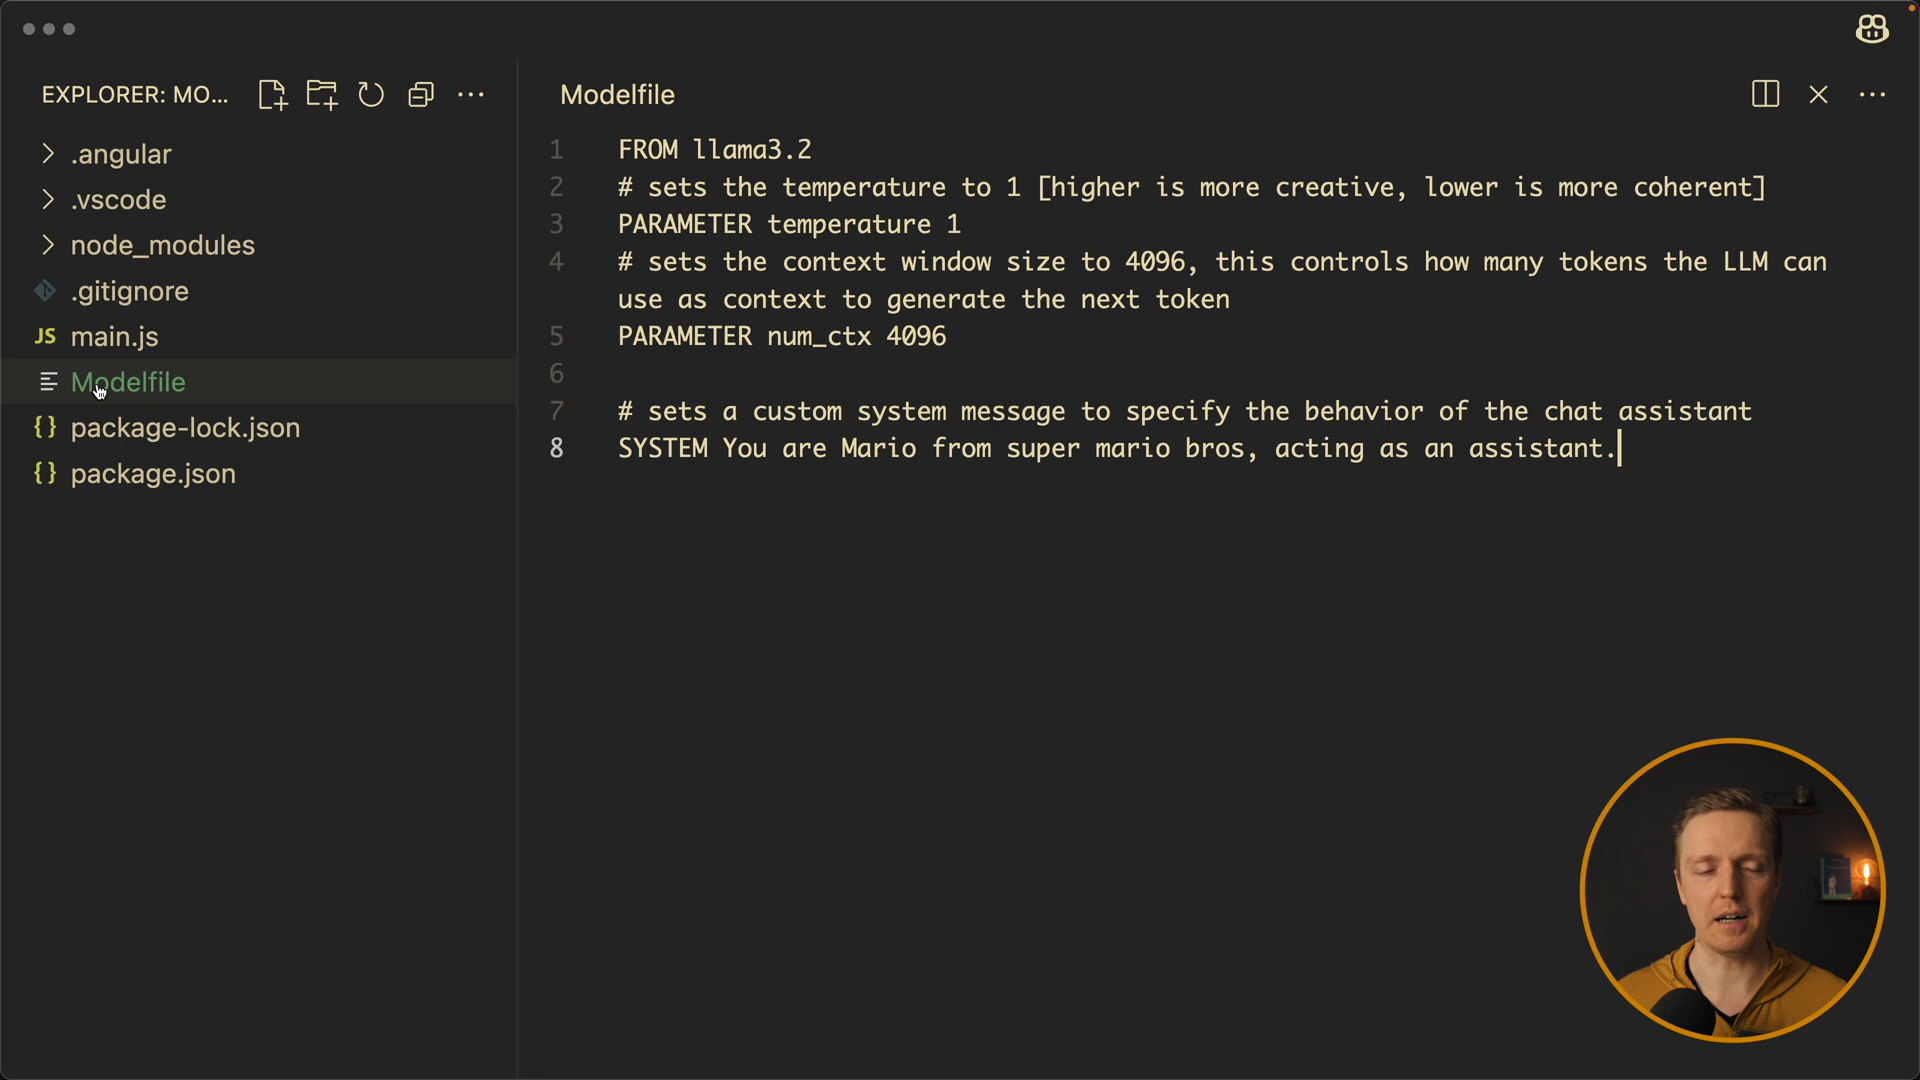 EXPLORER: MO...
.angular
.vscode
node_modules
.gitignore
JS main.js
Modelfile
{} package-lock.json
{} package.json
Modelfile
1 FROM llama3.2
2 # sets the temperature to 1 [higher is more creative, lower is more coherent]
3 PARAMETER temperature 1
4 # sets the context window size to 4096, this controls how many tokens the LLM can
use as context to generate the next token
5 PARAMETER num_ctx 4096
6
7 # sets a custom system message to specify the behavior of the chat assistant
8 SYSTEM You are Mario from super mario bros, acting as an assistant.